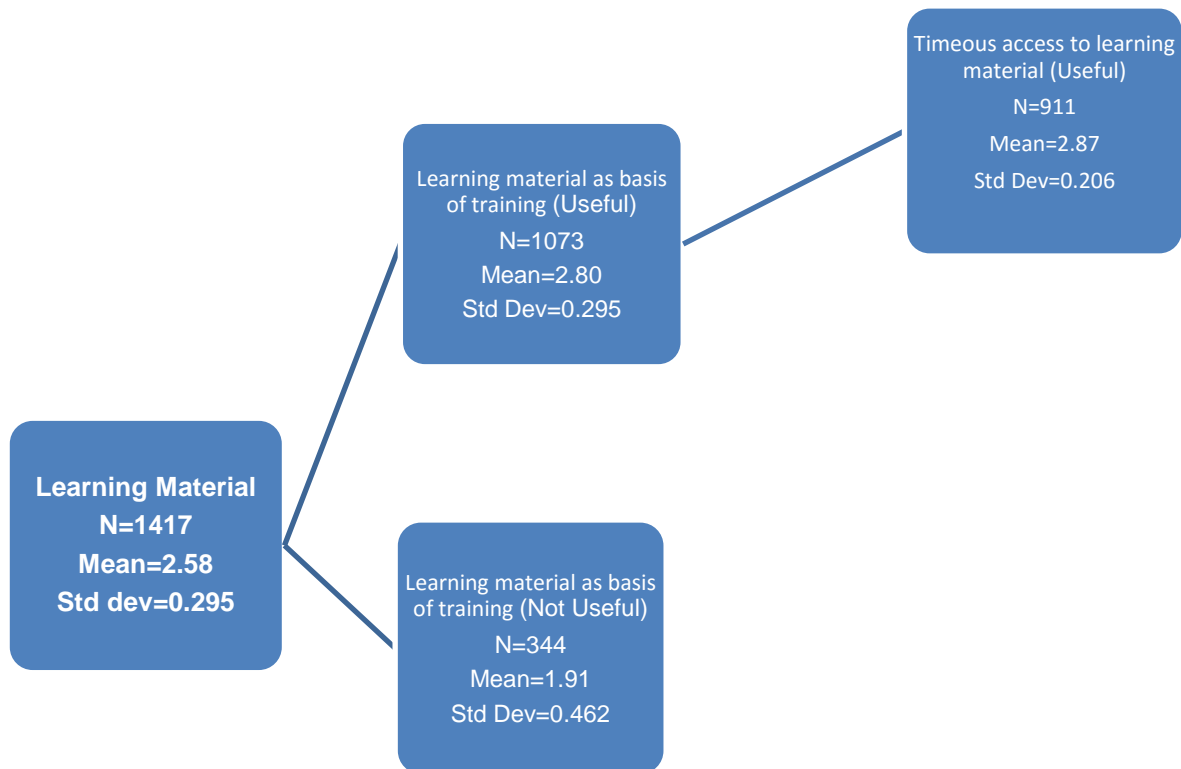 Timeous access to learning
material (Useful)
N=911
Mean=2.87
Std Dev=0.206
Learning material as basis
of training (Useful)
N=1073
Mean=2.80
Std Dev=0.295
Learning Material
N=1417
Mean=2.58
Std dev=0.295
Learning material as basis
of training (Not Useful)
N=344
Mean=1.91
Std Dev=0.462